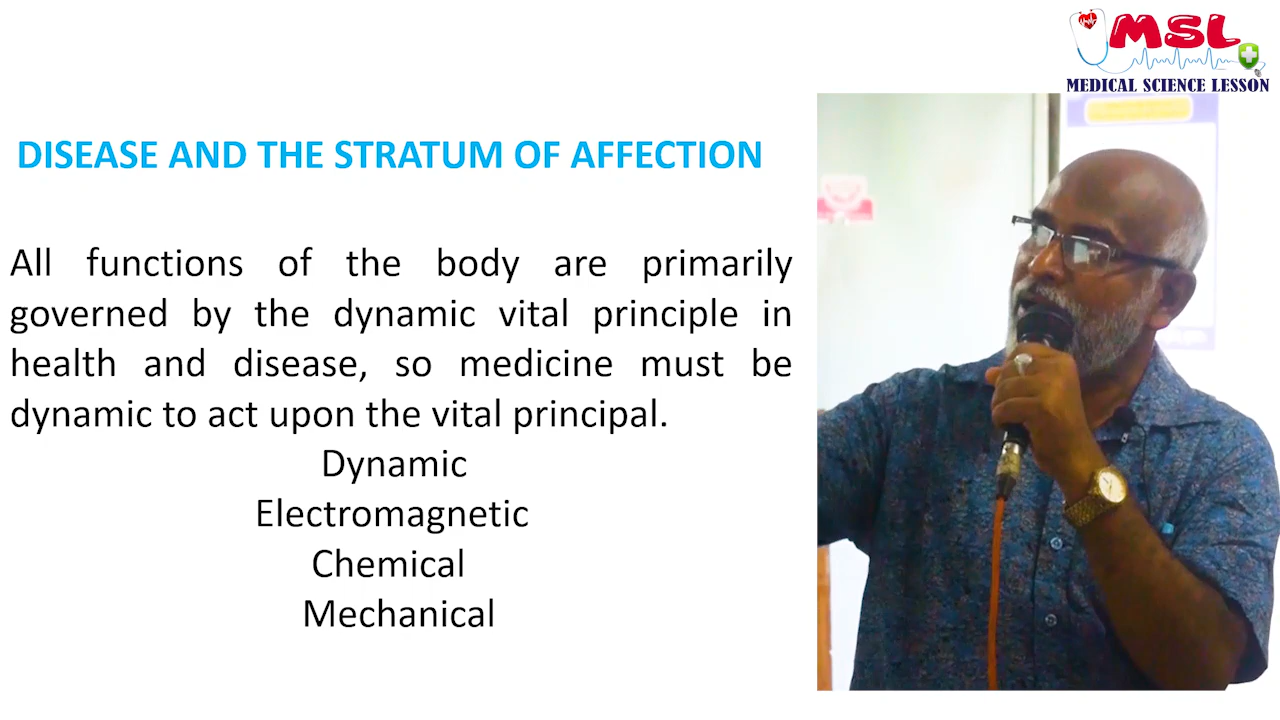 MSL
MEDICAL SCIENCE LESSON
DISEASE AND THE STRATUM OF AFFECTION
All functions of the body are primarily
governed by the dynamic vital principle in
health and disease, so medicine must be
dynamic to act upon the vital principal.
Dynamic
Electromagnetic
Chemical
Mechanical